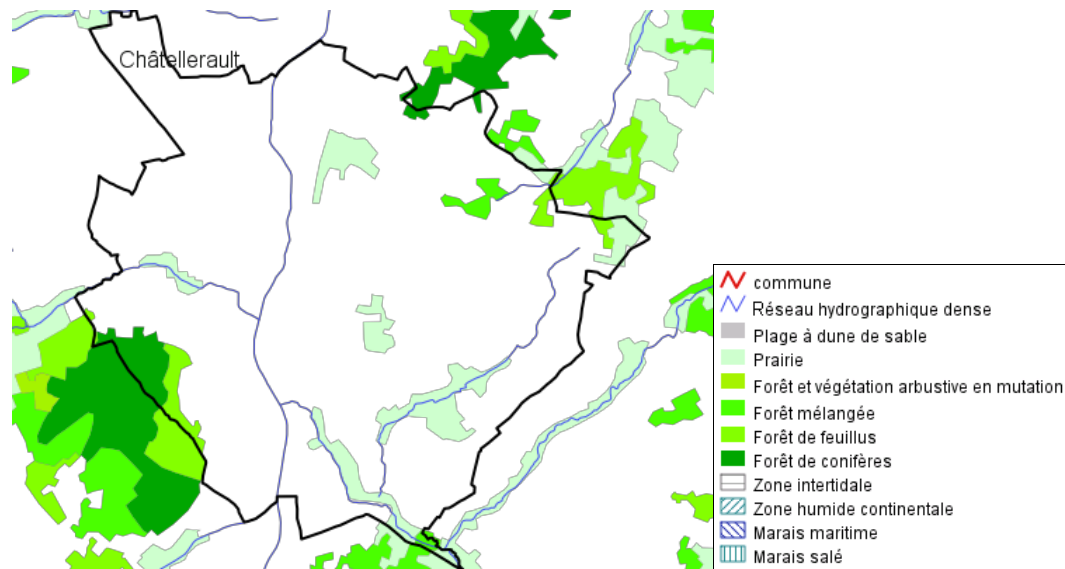 Châtellerault
commune
Réseau hydrographique dense
Plage à dune de sable
Prairie
Forêt et végétation arbustive en mutation
Forêt mélangée
Forêt de feuillus
Forêt de conifères
Zone intertidale
Zone humide continentale
Marais maritime
Marais salé